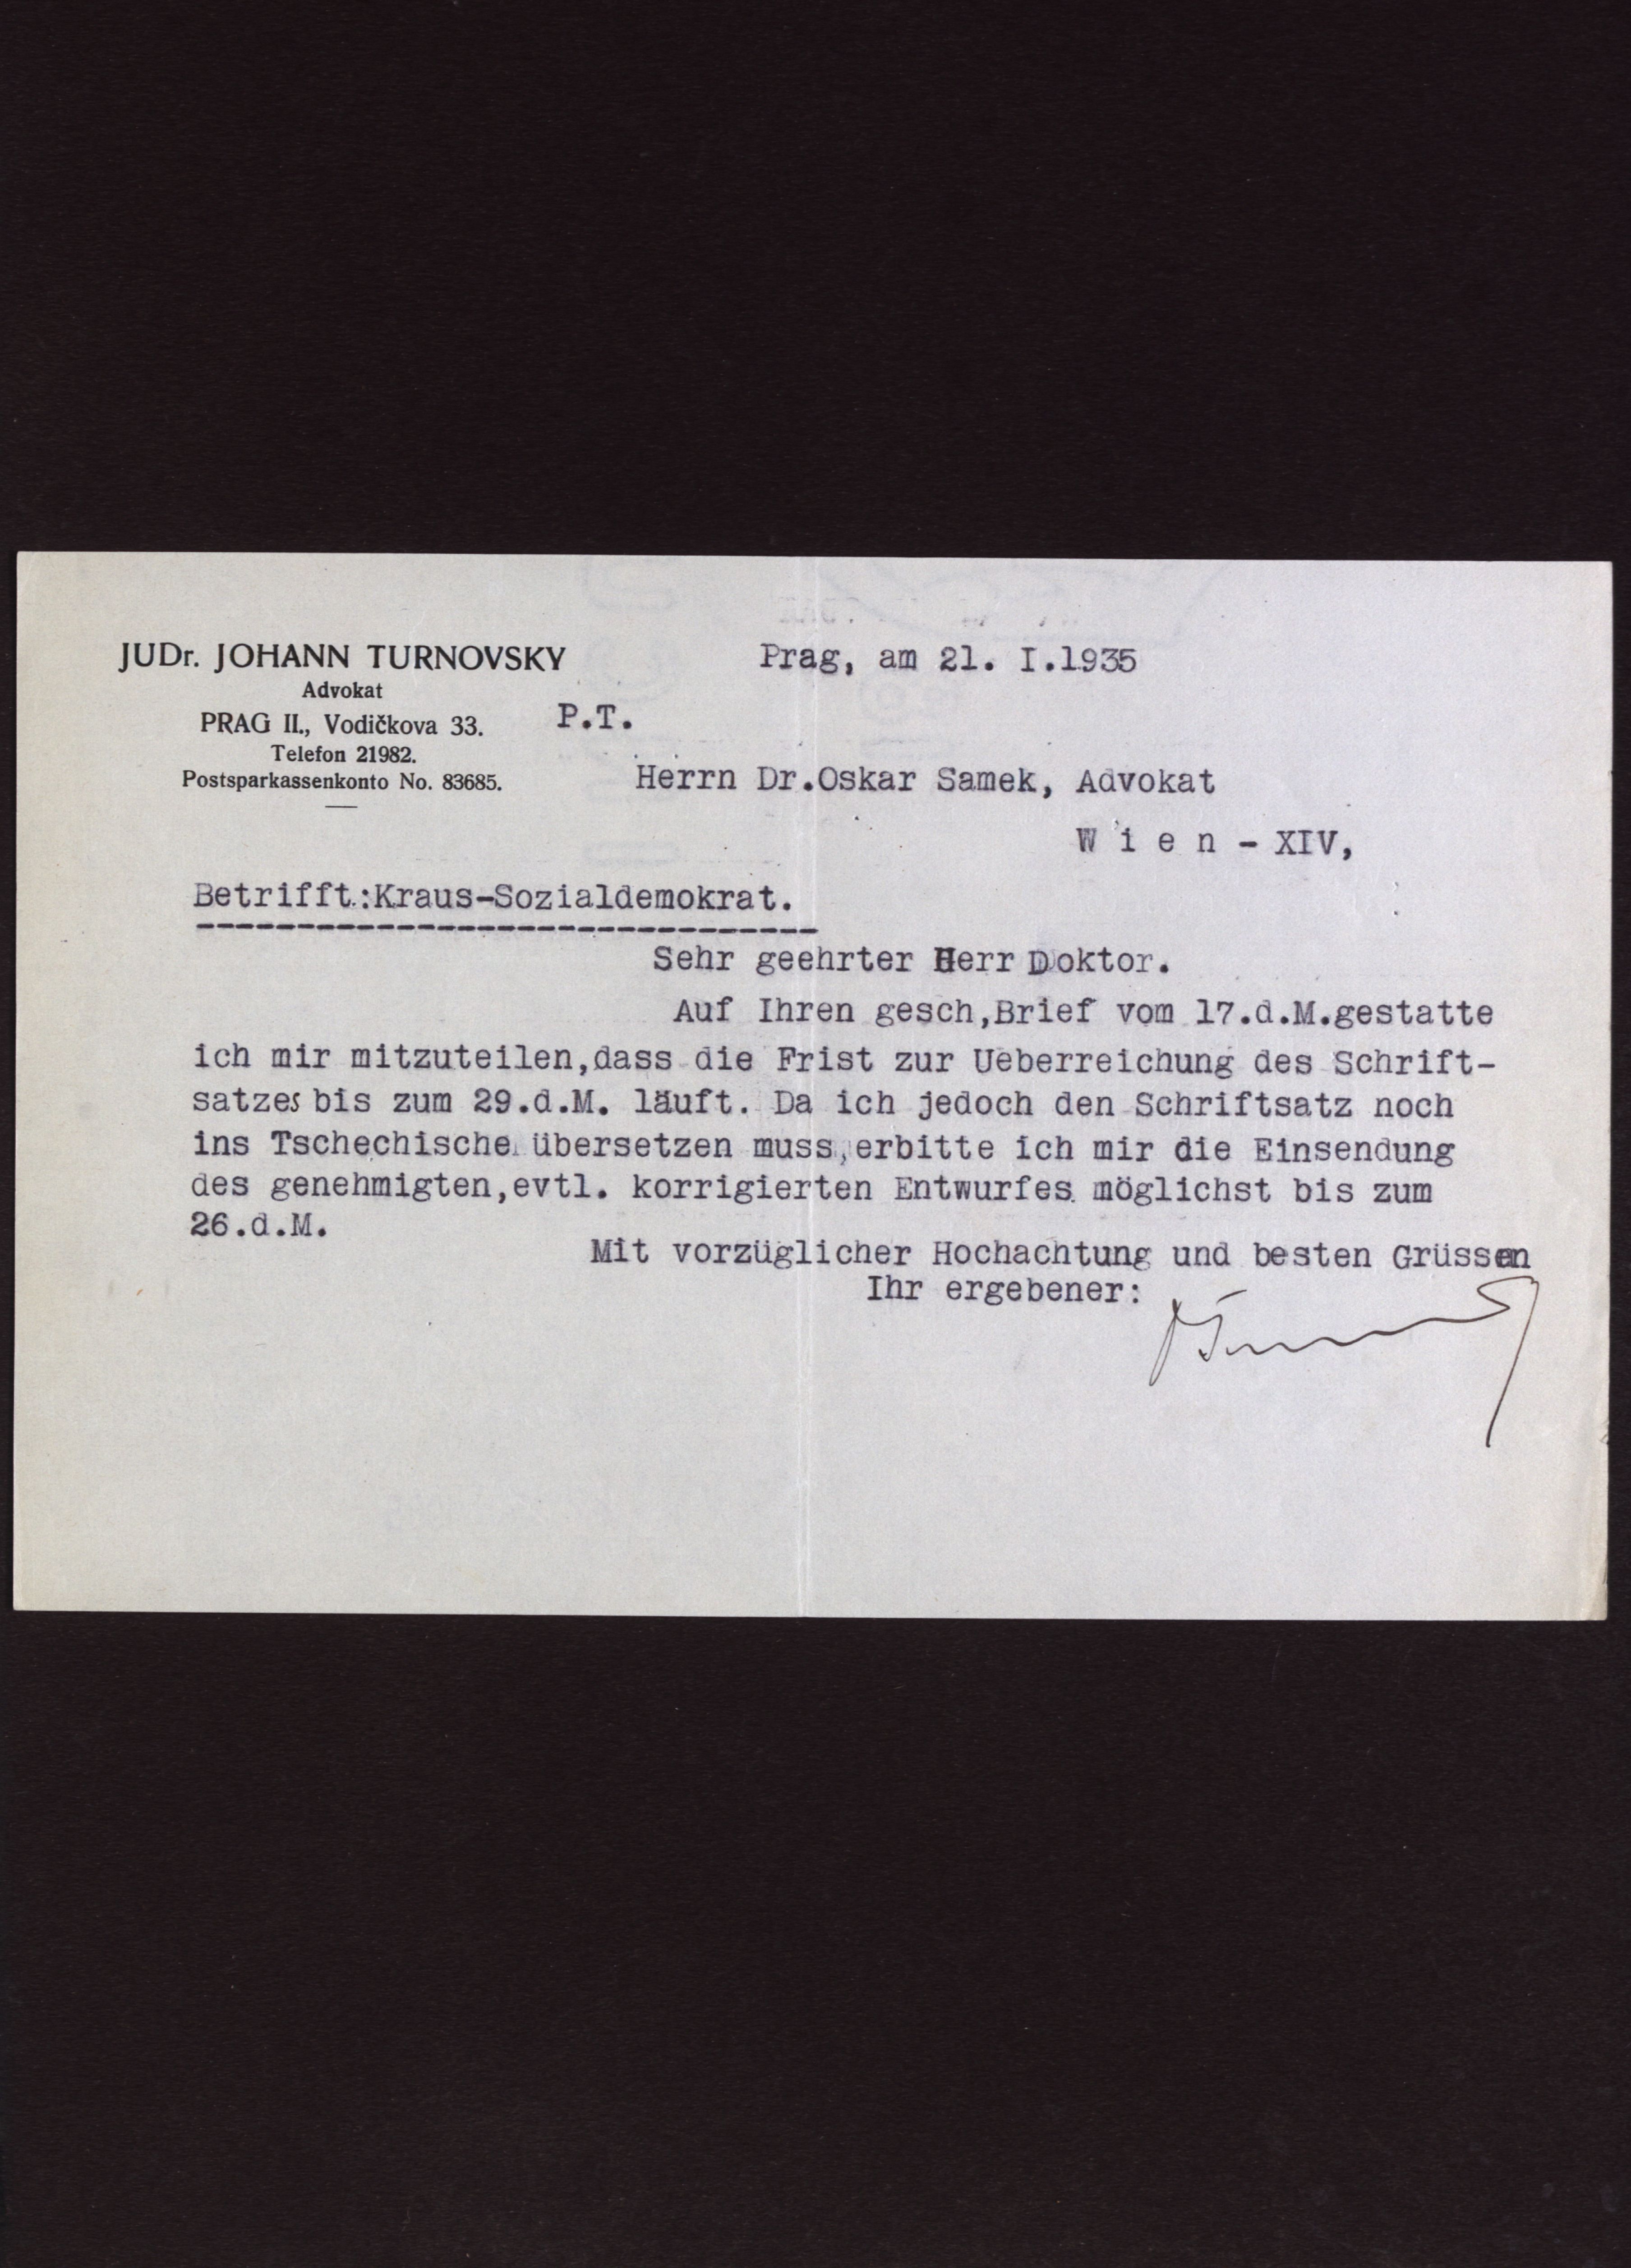 JUDr. JOHANN TURNOVSKY
Advokat
PRAG II., Vodičkova 33.
Telefon 21982.
Postsparkassenkonto No. 83685.
Prag, am 21. I.1935
P.T.
Herrn Dr.Oskar Samek, Advokat
W i e n - XIV,
Betrifft:Kraus-Sozialdemokrat.
Sehr geehrter Herr Doktor.
Auf Ihren gesch,Brief vom 17.d.M.gestatte
ich mir mitzuteilen,dass die Frist zur Ueberreichung des Schrift-
satzes bis zum 29.d.M. läuft. Da ich jedoch den Schriftsatz noch
ins Tschechische übersetzen muss,erbitte ich mir die Einsendung
des genehmigten,evtl. korrigierten Entwurfes möglichst bis zum
26.d.M.
Mit vorzüglicher Hochachtung und besten Grüssen
Ihr ergebener: